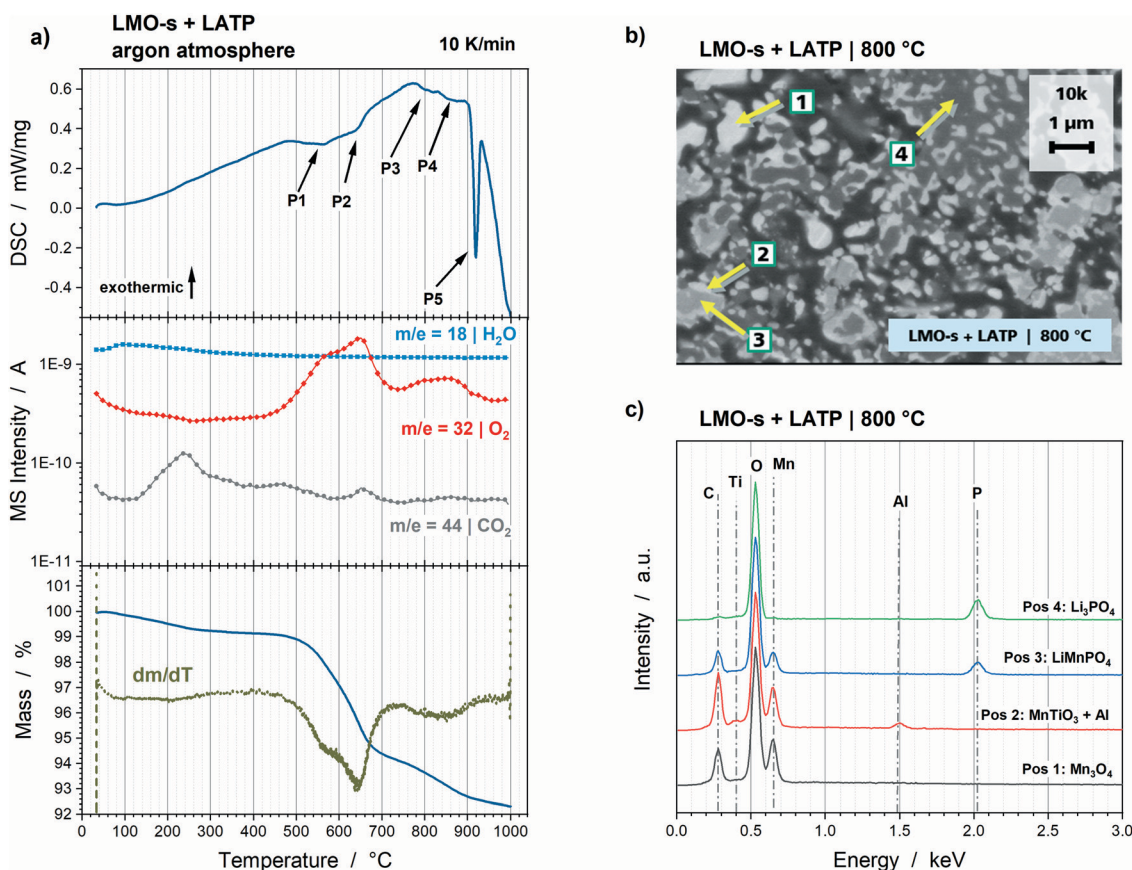 a)
LMO-s + LATP
argon atmosphere
10 K/min
DSC / mW/mg
0.6
0.4
0.2
0.0
-0.2
-0.4
P1
P2
P3
P4
P5
exothermic
MS Intensity / A
1E-9
1E-10
1E-11
m/e = 18 | H₂O
m/e = 32 | O₂
m/e = 44 | CO₂
Mass / %
101
100
99
98
97
96
95
94
93
92
dm/dT
0 100 200 300 400 500 600 700 800 900 1000
Temperature / °C
b)
LMO-s + LATP | 800 °C
1
2
3
4
10k
1 µm
LMO-s + LATP | 800 °C
c)
LMO-s + LATP | 800 °C
Intensity / a.u.
C
Ti
O
Mn
Al
P
Pos 4: Li₃PO₄
Pos 3: LiMnPO₄
Pos 2: MnTiO₃ + Al
Pos 1: Mn₃O₄
0.0 0.5 1.0 1.5 2.0 2.5 3.0
Energy / keV